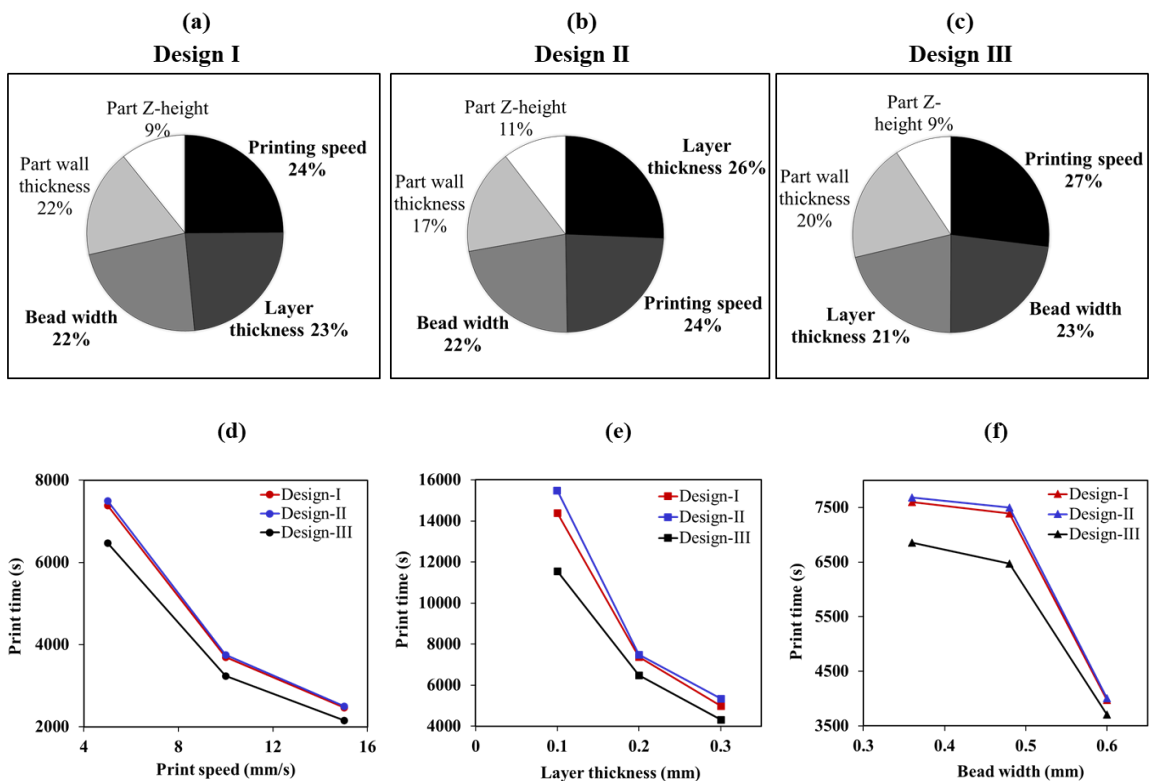 (a)
Design I
Part Z-height
9%
Printing speed
24%
Part wall
thickness
22%
Bead width
22%
Layer
thickness 23%
(b)
Design II
Part Z-height
11%
Layer
thickness 26%
Part wall
thickness
17%
Bead width
22%
Printing speed
24%
(c)
Design III
Part Z-
height 9%
Printing speed
27%
Part wall
thickness
20%
Layer
thickness 21%
Bead width
23%
(d)
Print time (s)
8000
6000
4000
2000
Design-I
Design-II
Design-III
4
8
12
16
Print speed (mm/s)
(e)
Print time (s)
16000
14000
12000
10000
8000
6000
4000
Design-I
Design-II
Design-III
0
0.1
0.2
0.3
Layer thickness (mm)
(f)
Print time (s)
7500
6500
5500
4500
3500
Design-I
Design-II
Design-III
0.3
0.4
0.5
0.6
Bead width (mm)